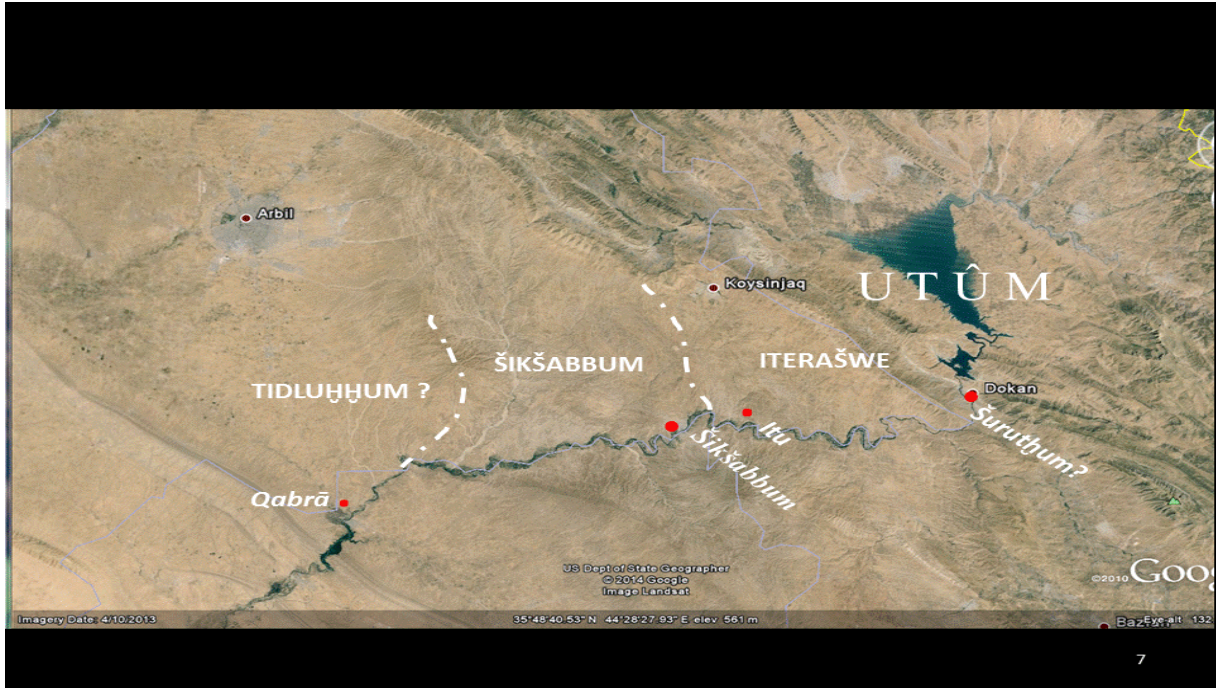 Arbil
Koysinjaq
U T Û M
ŠIKŠABBUM
ITERAŠWE
TIDLUḪḪUM ?
Dokan
Itu
Šikšabbum
Šurutḫum?
Qabrā
US Dept of State Geographer
© 2014 Google
Image Landsat
©2010 Goog
Imagery Date: 4/10/2013
35°48'40.53" N 44°28'27.93" E elev 561 m
Eye alt 132
7